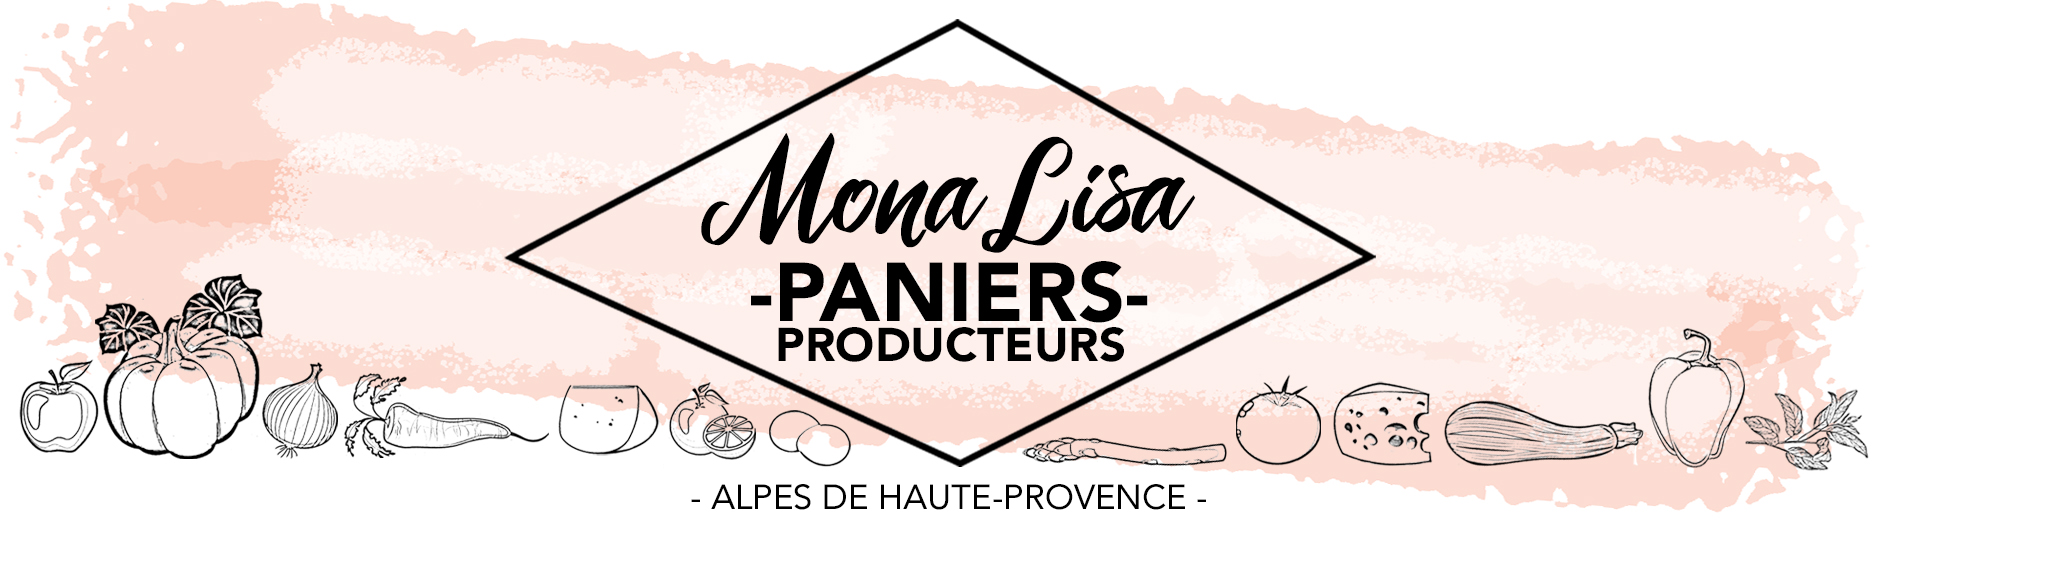 Mona Lisa
-PANIERS-
PRODUCTEURS
- ALPES DE HAUTE-PROVENCE -